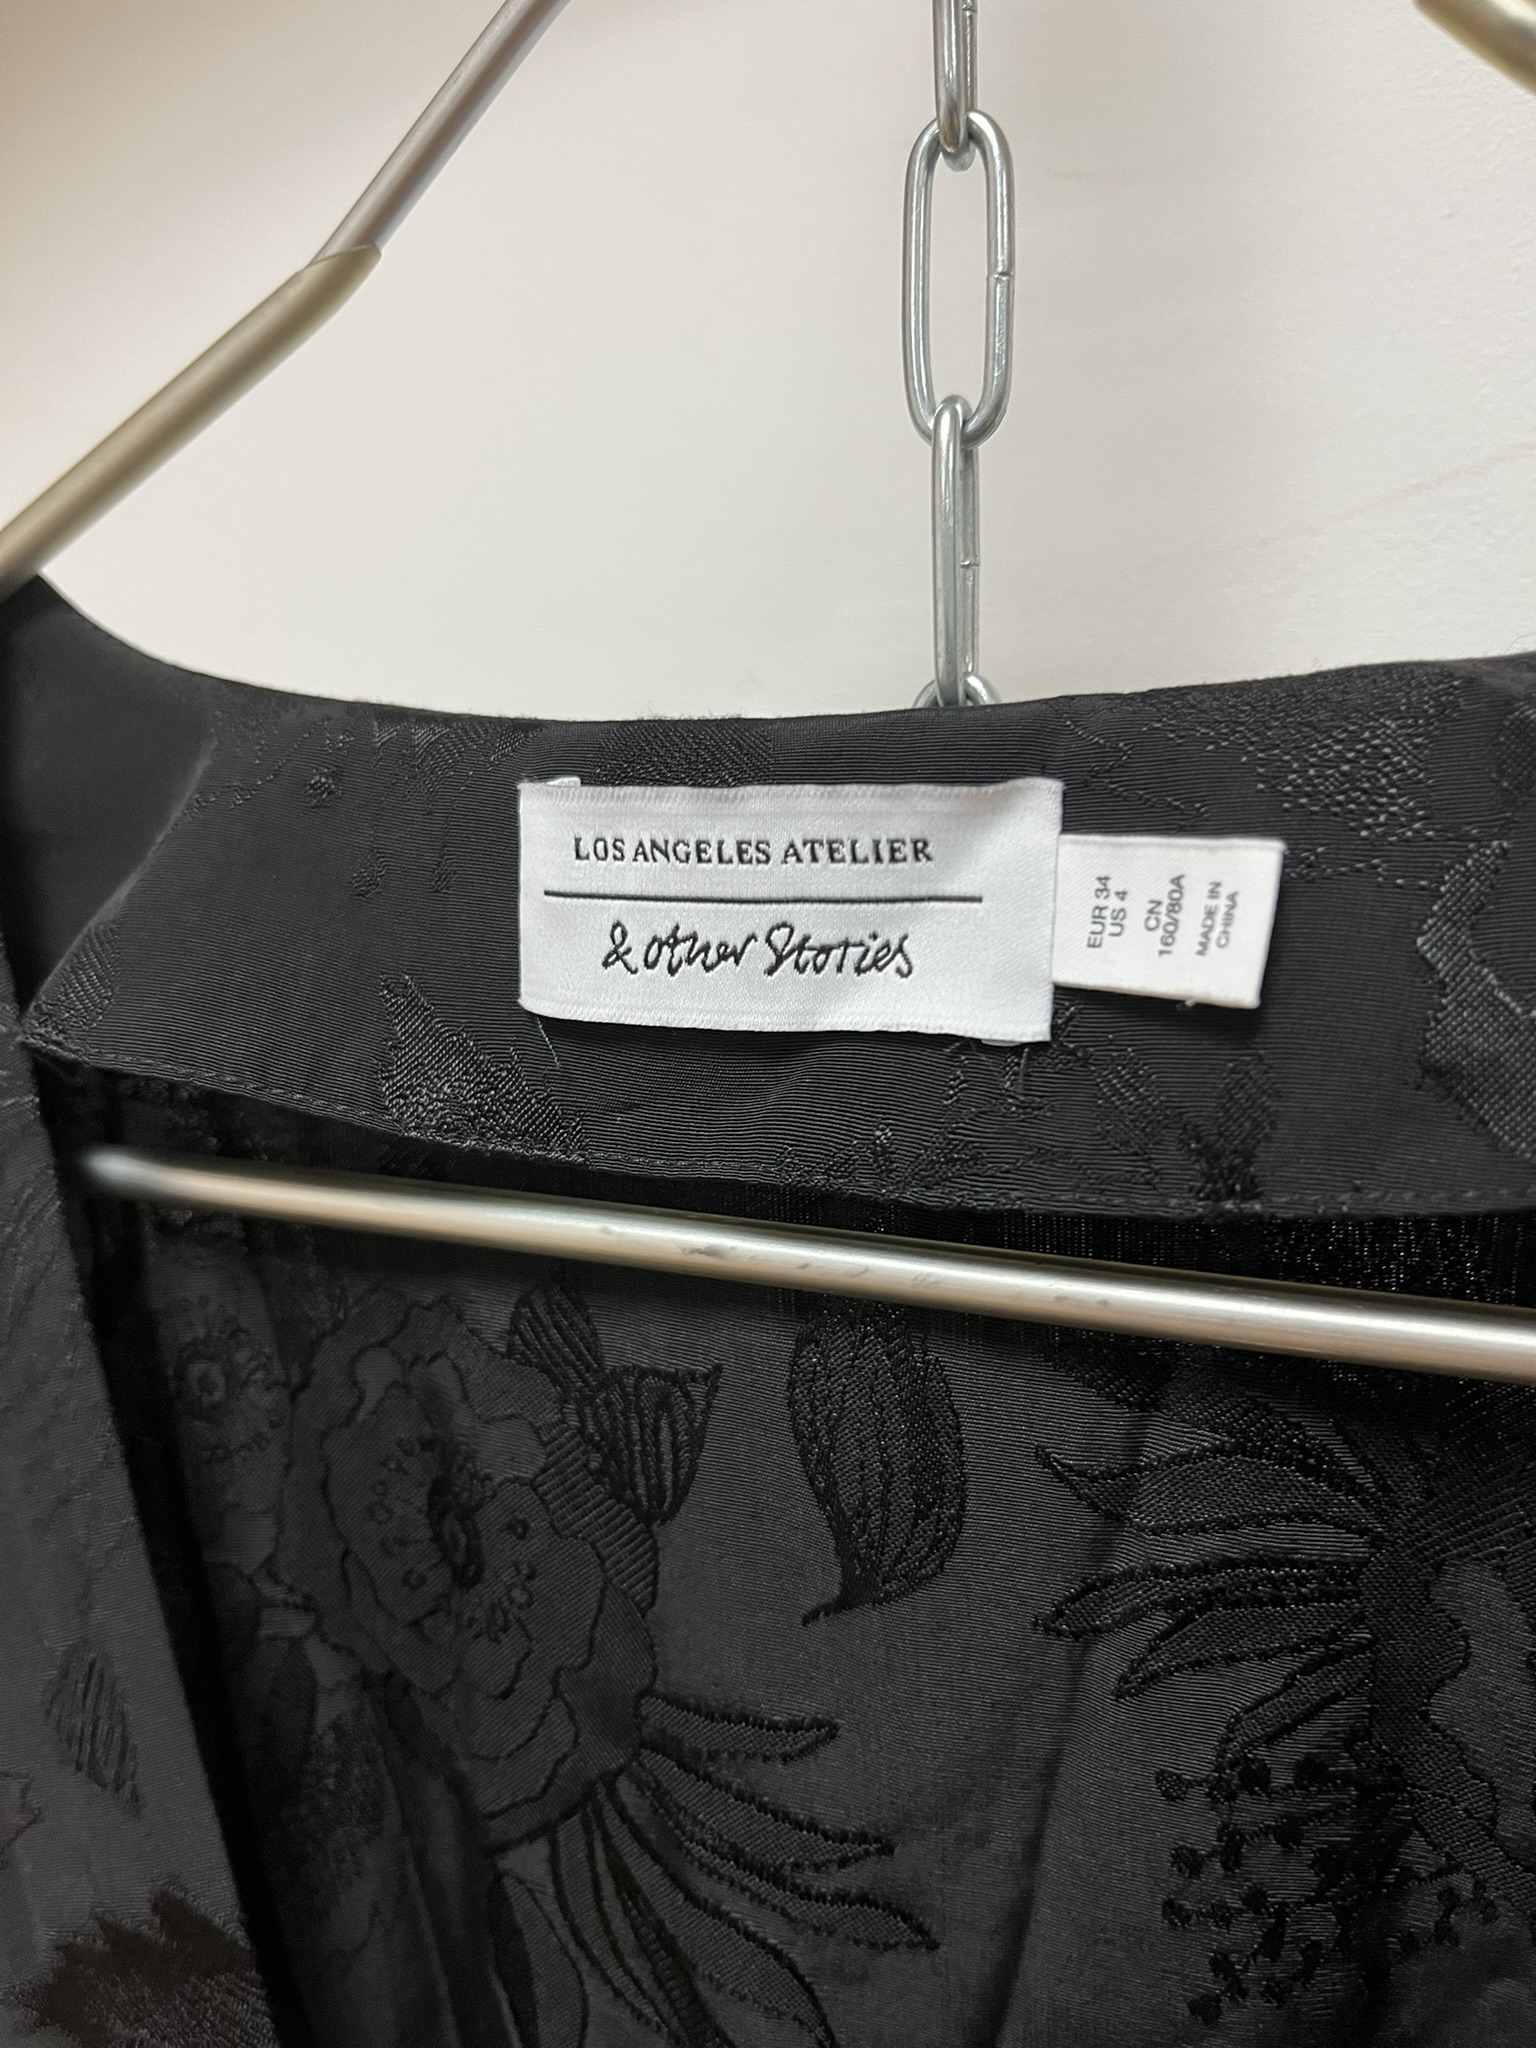 LOS ANGELES ATELIER
& other Stories
EUR 34
US 4
CN
160/80A
MADE IN
CHINA